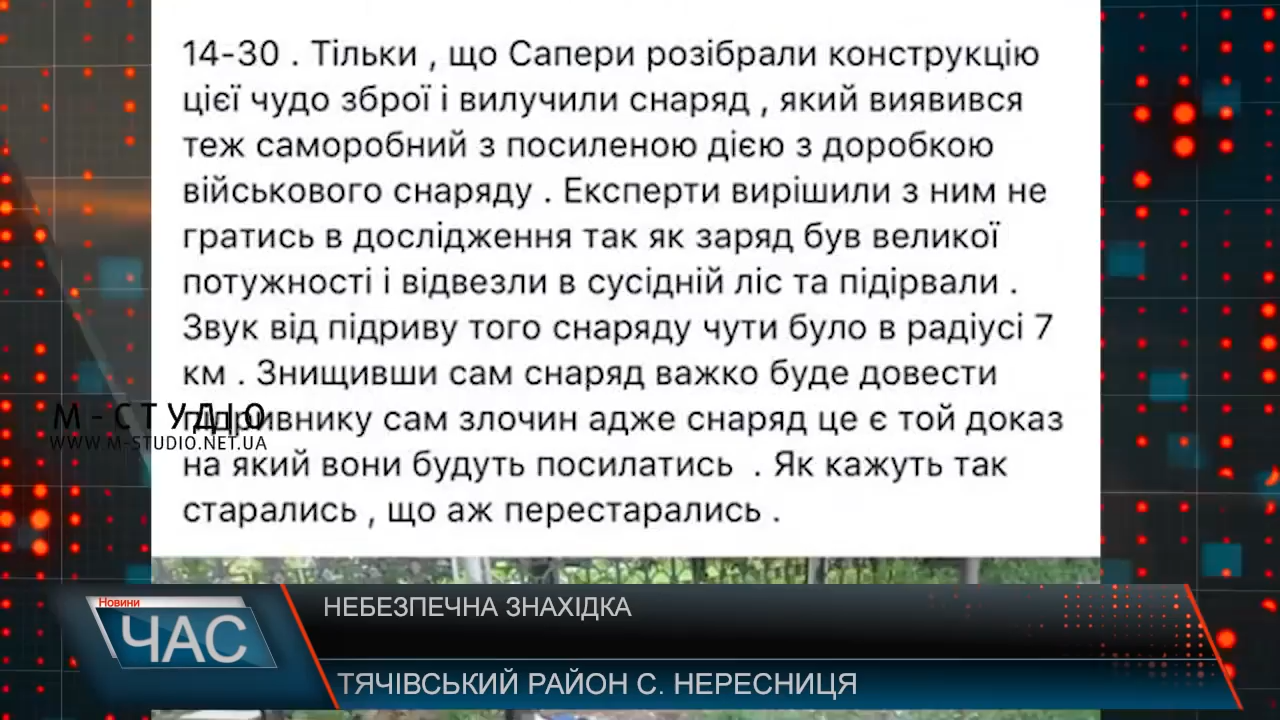 14-30 . Тільки , що Сапери розібрали конструкцію
цієї чудо зброї і вилучили снаряд , який виявився
теж саморобний з посиленою дією з доробкою
військового снаряду . Експерти вирішили з ним не
гратись в дослідження так як заряд був великої
потужності і відвезли в сусідній ліс та підірвали .
Звук від підриву того снаряду чути було в радіусі 7
км . Знищивши сам снаряд важко буде довести
підривнику сам злочин адже снаряд це є той доказ
на який вони будуть посилатись . Як кажуть так
старались , що аж перестарались .
М-СТУДІО
WWW.M-STUDIO.NET.UA
Новини
ЧАС
НЕБЕЗПЕЧНА ЗНАХІДКА
ТЯЧІВСЬКИЙ РАЙОН С. НЕРЕСНИЦЯ